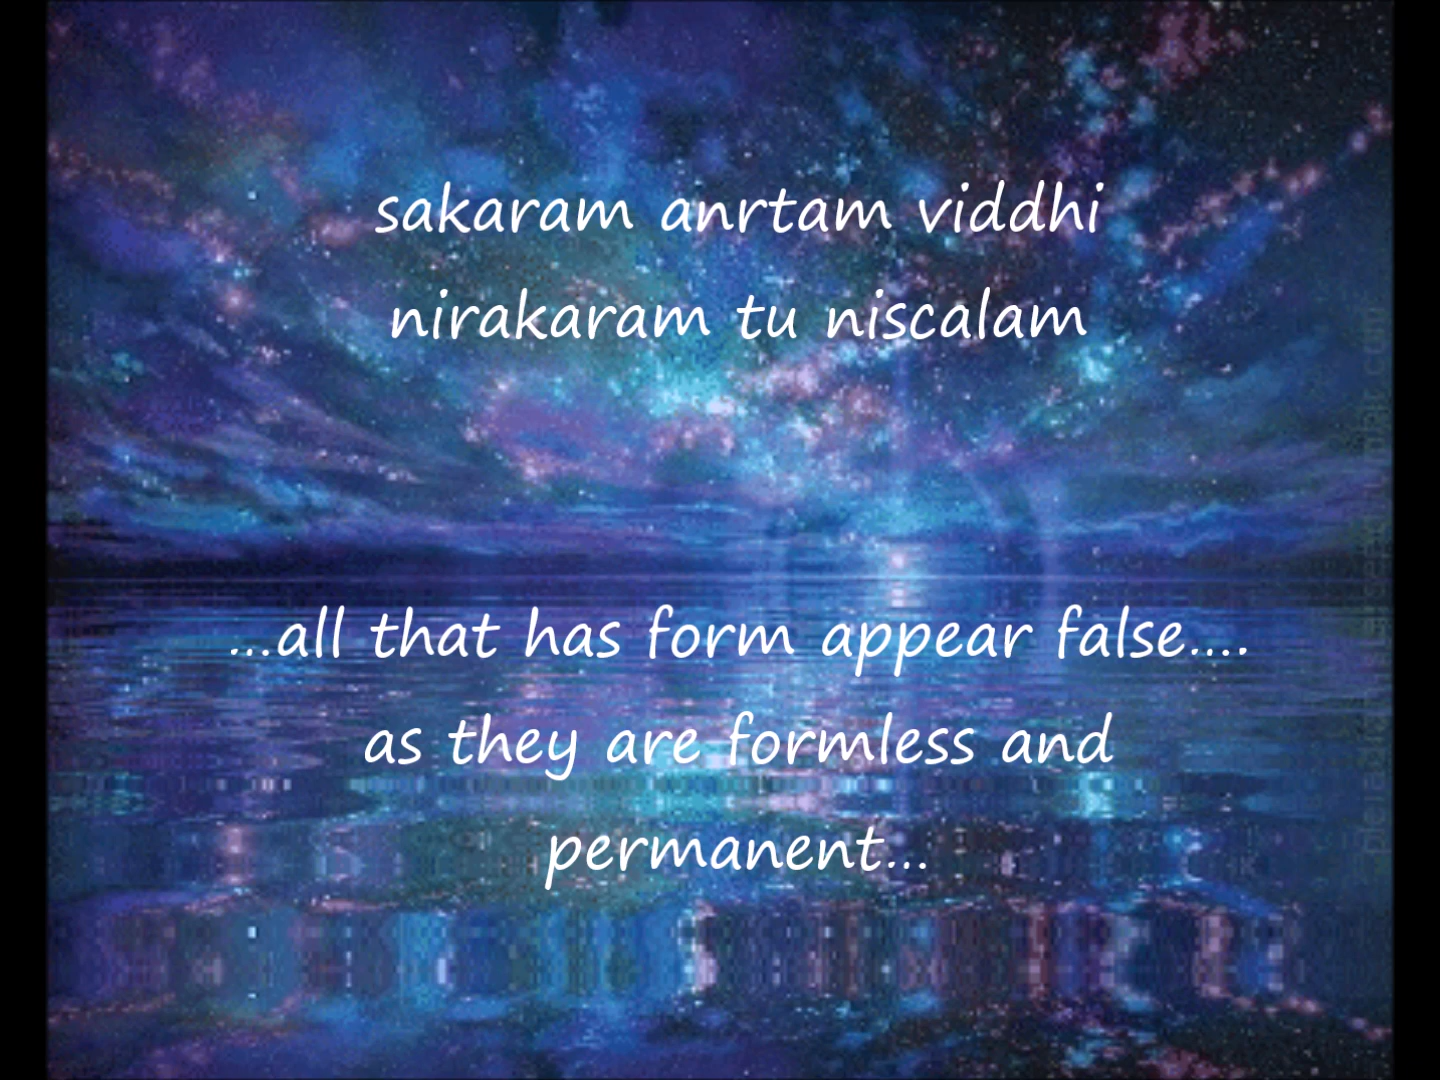 sakaram anrtam viddhi
nirakaram tu niscalam
...all that has form appear false....
as they are formless and
permanent...